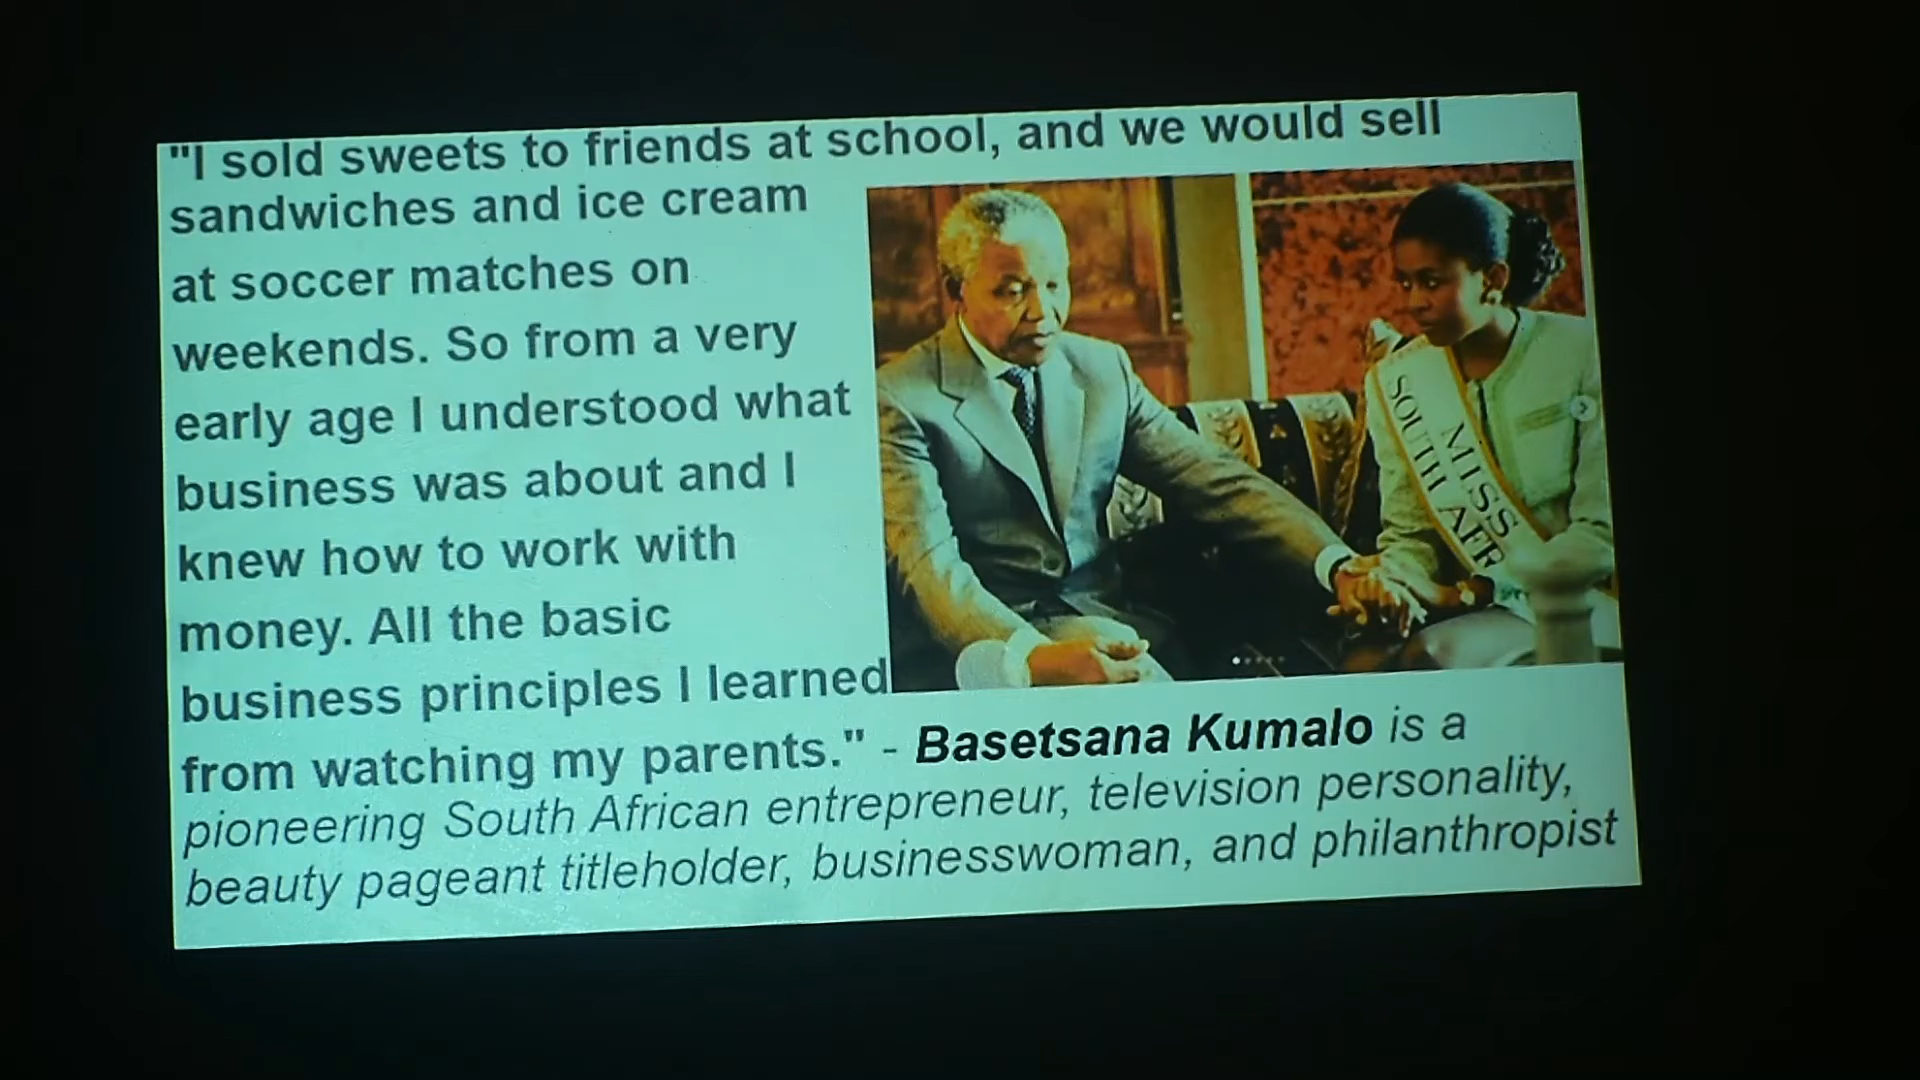 "I sold sweets to friends at school, and we would sell
sandwiches and ice cream
at soccer matches on
weekends. So from a very
early age I understood what
business was about and I
knew how to work with
money. All the basic
business principles I learned
from watching my parents." - Basetsana Kumalo is a
pioneering South African entrepreneur, television personality,
beauty pageant titleholder, businesswoman, and philanthropist
MISS
SOUTH AFR